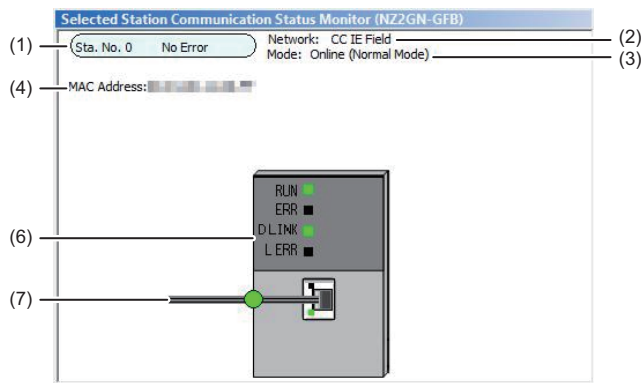 Selected Station Communication Status Monitor (NZ2GN-GFB)
(1) Sta. No. 0 No Error Network: CC IE Field (2)
Mode: Online (Normal Mode) (3)
(4) MAC Address:
RUN
ERR
D LINK
(6) L ERR
(7)